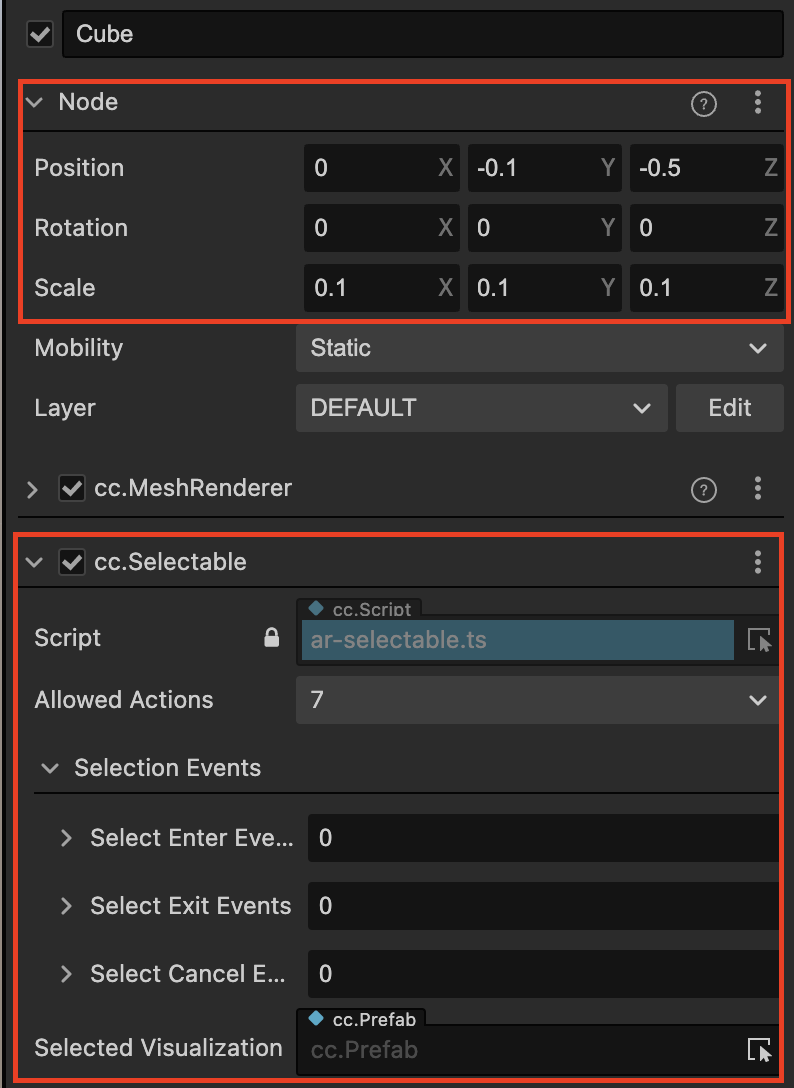 Cube
Node ?
Position 0 X -0.1 Y -0.5 Z
Rotation 0 X 0 Y 0 Z
Scale 0.1 X 0.1 Y 0.1 Z
Mobility Static
Layer DEFAULT Edit
cc.MeshRenderer ?
cc.Selectable
cc.Script
Script ar-selectable.ts
Allowed Actions 7
Selection Events
Select Enter Eve... 0
Select Exit Events 0
Select Cancel E... 0
cc.Prefab
Selected Visualization cc.Prefab